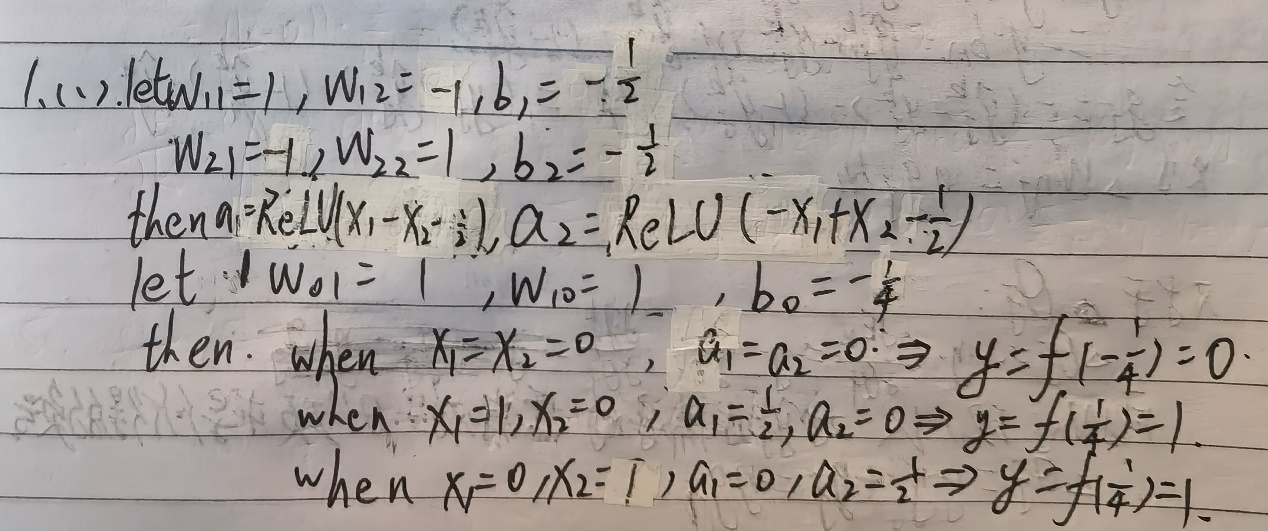 1.(1).let w₁₁=1, w₁₂= -1, b₁= -1/2
w₂₁=-1, w₂₂=1, b₂= -1/2
then a₁=ReLU(x₁-x₂-1/2), a₂=ReLU(-x₁+x₂-1/2)
let w₀₁= 1, w₁₀= 1, b₀=-1/4
then. when x₁=x₂=0, a₁=a₂=0. ⇒ y=f(-1/4)=0.
when x₁=1, x₂=0, a₁=1/2, a₂=0 ⇒ y=f(1/4)=1.
when x₁=0, x₂=1, a₁=0, a₂=1/2 ⇒ y=f(1/4)=1.